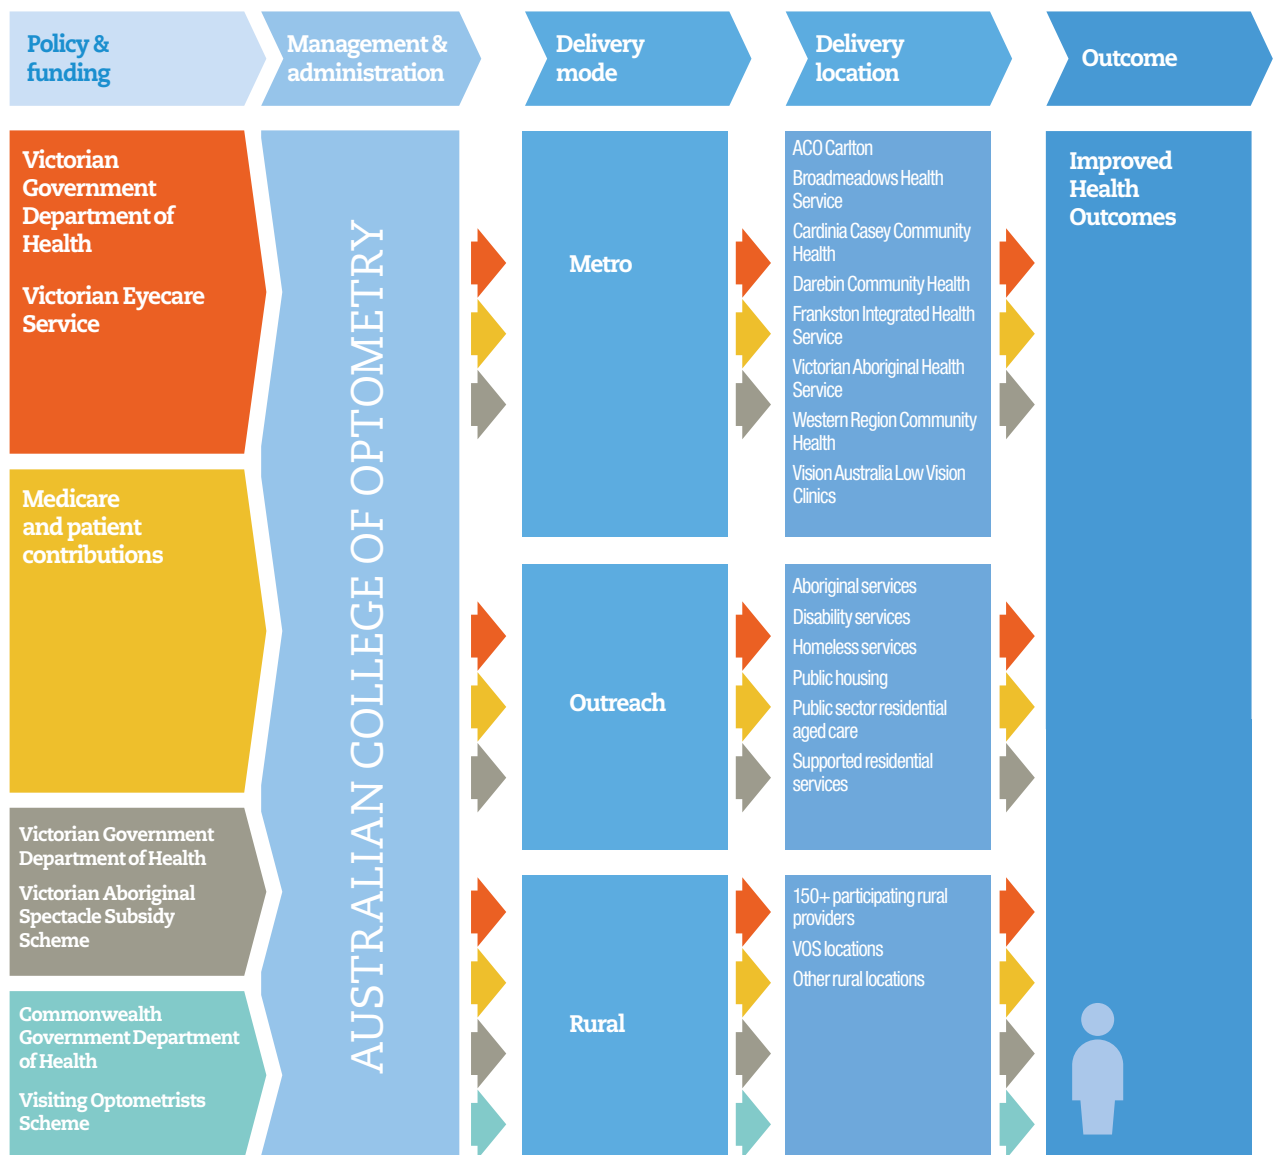 Policy &
funding
Management &
administration
Delivery
mode
Delivery
location
Outcome
Victorian
Government
Department of
Health
Victorian Eyecare
Service
Medicare
and patient
contributions
Victorian Government
Department of Health
Victorian Aboriginal
Spectacle Subsidy
Scheme
Commonwealth
Government Department
of Health
Visiting Optometrists
Scheme
AUSTRALIAN COLLEGE OF OPTOMETRY
Metro
Outreach
Rural
ACO Carlton
Broadmeadows Health
Service
Cardinia Casey Community
Health
Darebin Community Health
Frankston Integrated Health
Service
Victorian Aboriginal Health
Service
Western Region Community
Health
Vision Australia Low Vision
Clinics
Aboriginal services
Disability services
Homeless services
Public housing
Public sector residential
aged care
Supported residential
services
150+ participating rural
providers
VOS locations
Other rural locations
Improved
Health
Outcomes